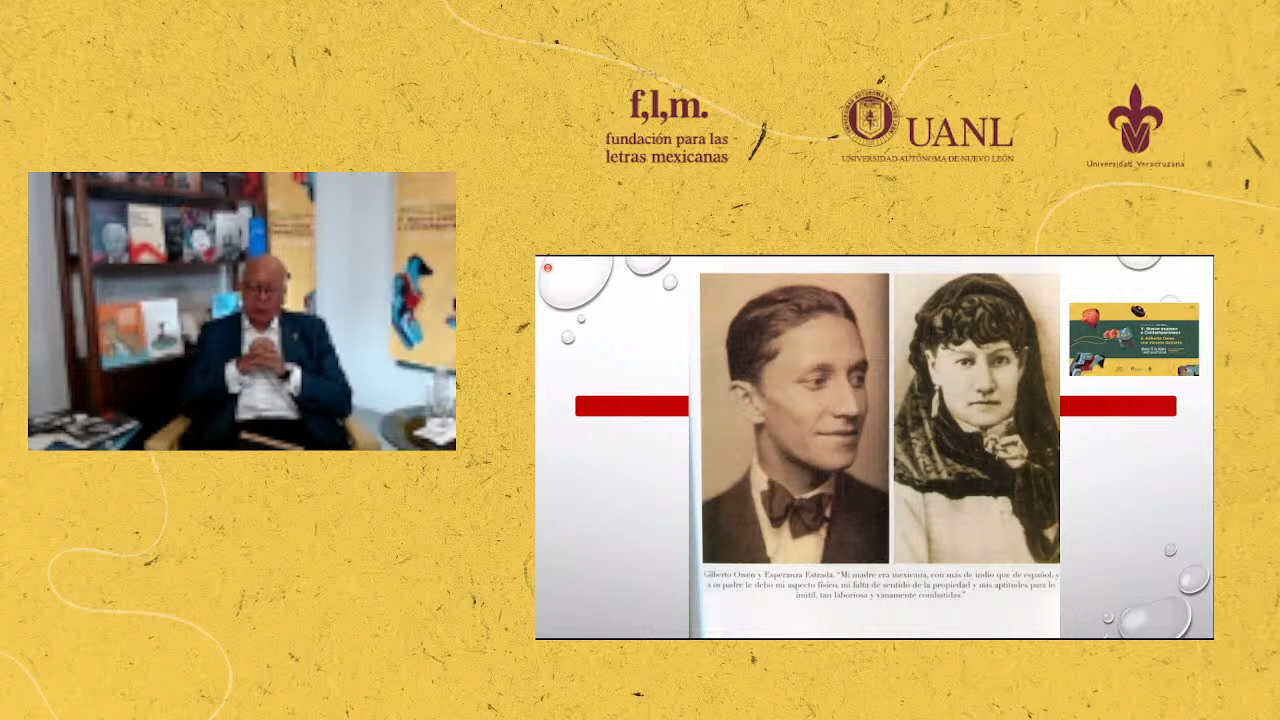 f,l,m.
fundación para las
letras mexicanas
UANL
UNIVERSIDAD AUTÓNOMA DE NUEVO LEÓN
Universidad Veracruzana
Gilberto Owen y Esperanza Estrada. “Mi madre era mexicana, con más de indio que de español, y
a su padre le debo mi aspecto físico, mi falta de sentido de la propiedad y mis aptitudes para lo
inútil, tan laboriosa y vanamente combatidas.”